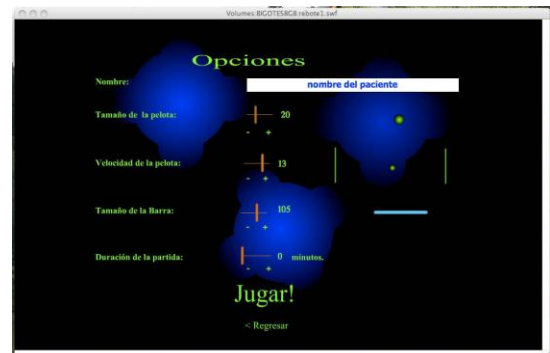 Volumes:BIGOTESRGB:rebote1.swf
Opciones
Nombre:
nombre del paciente
Tamaño de la pelota:
20
- +
Velocidad de la pelota:
13
- +
Tamaño de la Barra:
105
- +
Duración de la partida:
0 minutos.
- +
Jugar!
< Regresar